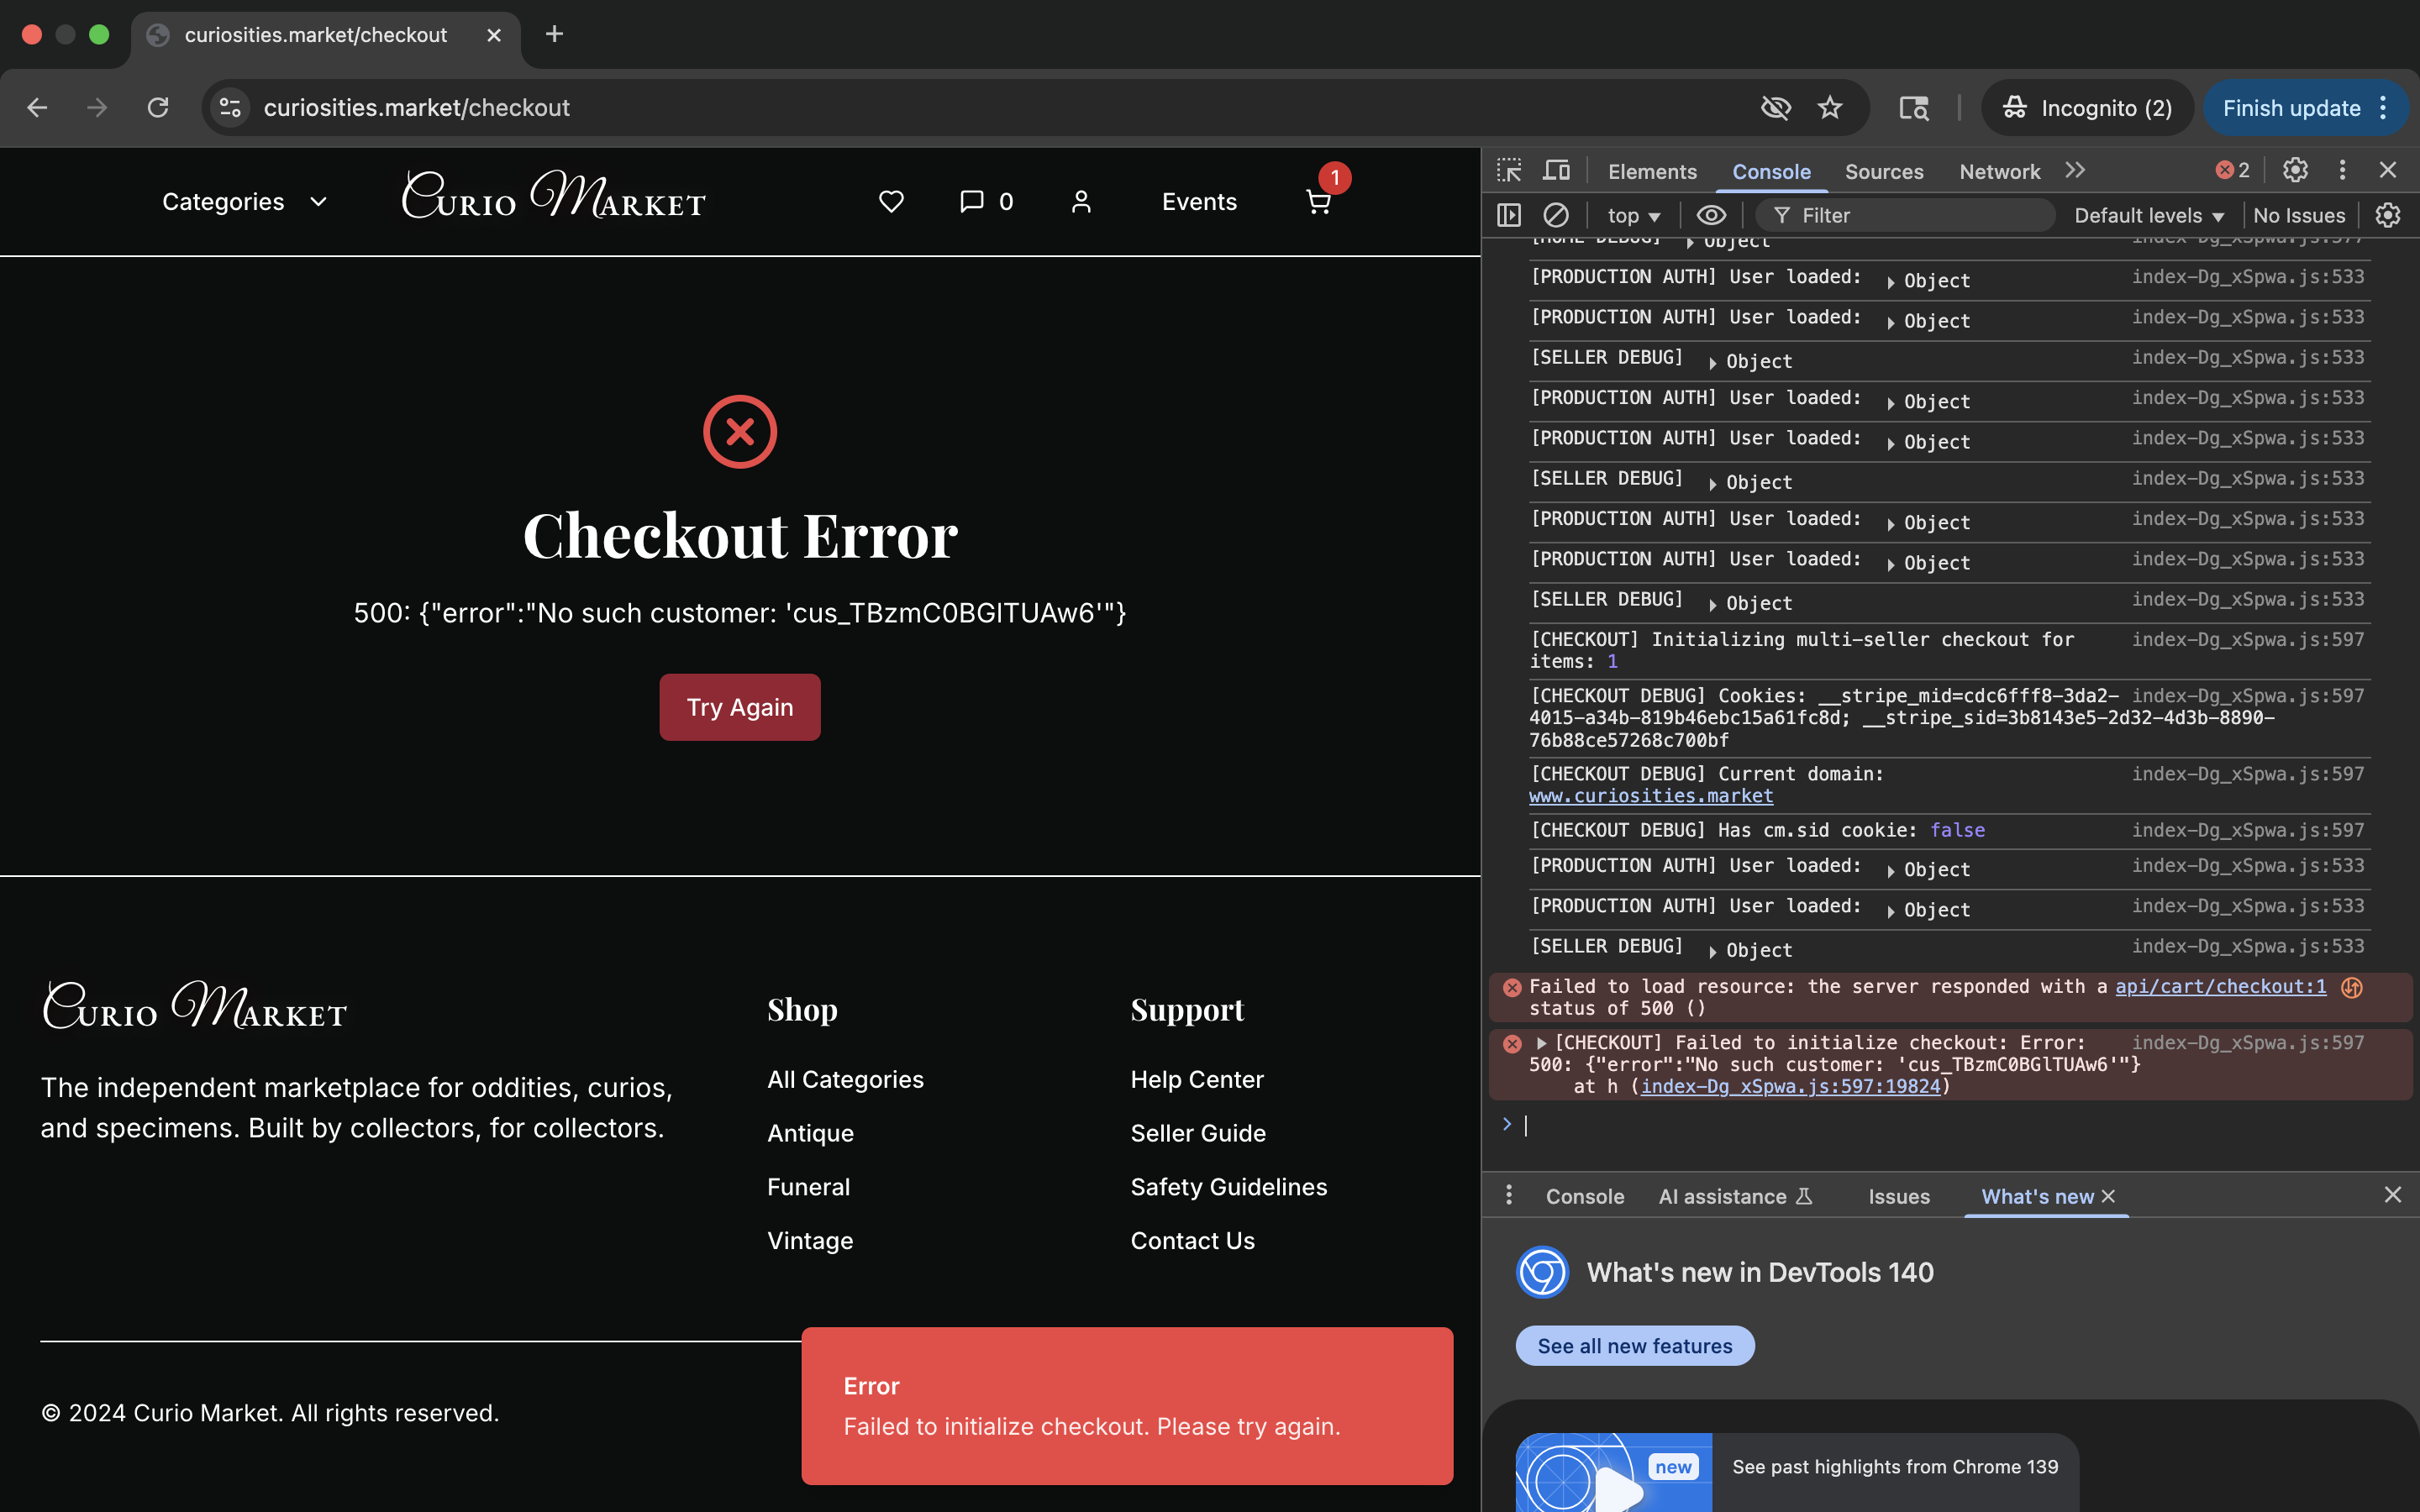 curiosities.market/checkout
curiosities.market/checkout
Incognito (2)
Finish update
Categories
Curio Market
0
Events
1
Checkout Error
500: {"error":"No such customer: 'cus_TBzmC0BGlTUAw6'"}
Try Again
Curio Market
The independent marketplace for oddities, curios,
and specimens. Built by collectors, for collectors.
Shop
All Categories
Antique
Funeral
Vintage
Support
Help Center
Seller Guide
Safety Guidelines
Contact Us
© 2024 Curio Market. All rights reserved.
Error
Failed to initialize checkout. Please try again.
Elements Console Sources Network 2
top Filter Default levels No Issues
[HOME DEBUG] Object index-Dg_xSpwa.js:577
[PRODUCTION AUTH] User loaded: Object index-Dg_xSpwa.js:533
[PRODUCTION AUTH] User loaded: Object index-Dg_xSpwa.js:533
[SELLER DEBUG] Object index-Dg_xSpwa.js:533
[PRODUCTION AUTH] User loaded: Object index-Dg_xSpwa.js:533
[PRODUCTION AUTH] User loaded: Object index-Dg_xSpwa.js:533
[SELLER DEBUG] Object index-Dg_xSpwa.js:533
[PRODUCTION AUTH] User loaded: Object index-Dg_xSpwa.js:533
[PRODUCTION AUTH] User loaded: Object index-Dg_xSpwa.js:533
[SELLER DEBUG] Object index-Dg_xSpwa.js:533
[CHECKOUT] Initializing multi-seller checkout for index-Dg_xSpwa.js:597
items: 1
[CHECKOUT DEBUG] Cookies: __stripe_mid=cdc6fff8-3da2- index-Dg_xSpwa.js:597
4015-a34b-819b46ebc15a61fc8d; __stripe_sid=3b8143e5-2d32-4d3b-8890-
76b88ce57268c700bf
[CHECKOUT DEBUG] Current domain: index-Dg_xSpwa.js:597
www.curiosities.market
[CHECKOUT DEBUG] Has cm.sid cookie: false index-Dg_xSpwa.js:597
[PRODUCTION AUTH] User loaded: Object index-Dg_xSpwa.js:533
[PRODUCTION AUTH] User loaded: Object index-Dg_xSpwa.js:533
[SELLER DEBUG] Object index-Dg_xSpwa.js:533
Failed to load resource: the server responded with a api/cart/checkout:1
status of 500 ()
[CHECKOUT] Failed to initialize checkout: Error: index-Dg_xSpwa.js:597
500: {"error":"No such customer: 'cus_TBzmC0BGlTUAw6'"}
at h (index-Dg_xSpwa.js:597:19824)
Console AI assistance Issues What's new
What's new in DevTools 140
See all new features
new
See past highlights from Chrome 139